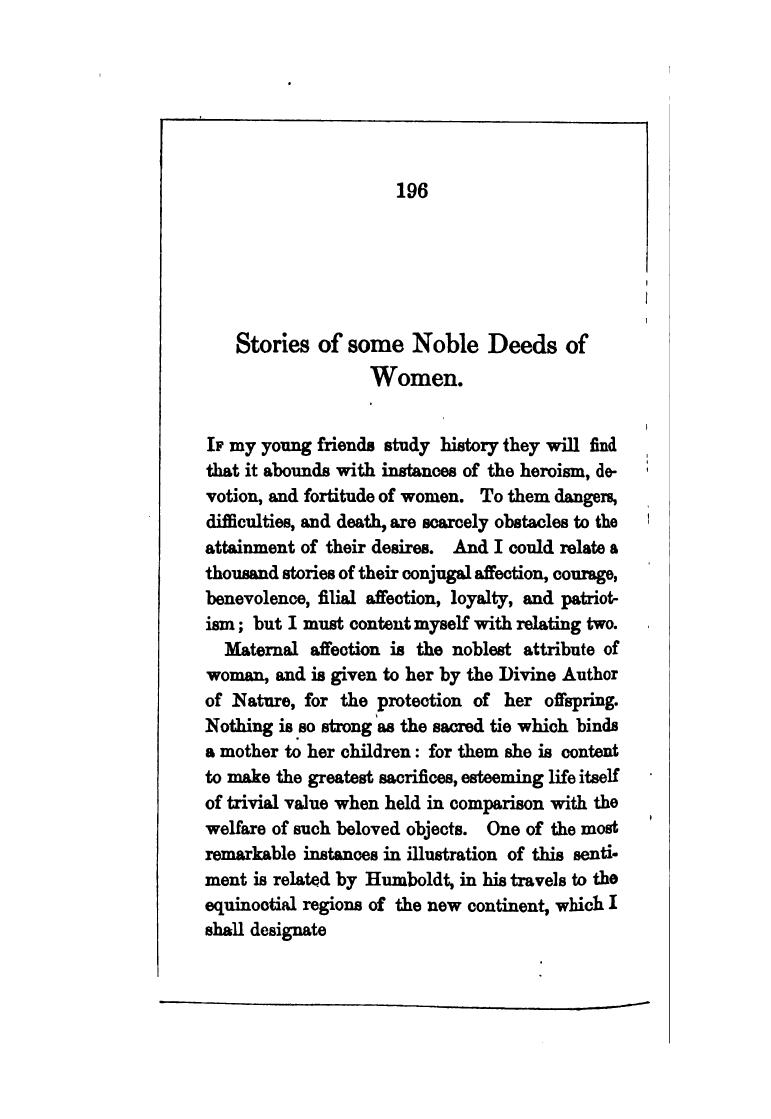 196
Stories of some Noble Deeds of
Women.
If my young friends study history they will find
that it abounds with instances of the heroism, de-
votion, and fortitude of women. To them dangers,
difficulties, and death, are scarcely obstacles to the
attainment of their desires. And I could relate a
thousand stories of their conjugal affection, courage,
benevolence, filial affection, loyalty, and patriot-
ism; but I must content myself with relating two.
Maternal affection is the noblest attribute of
woman, and is given to her by the Divine Author
of Nature, for the protection of her offspring.
Nothing is so strong as the sacred tie which binds
a mother to her children: for them she is content
to make the greatest sacrifices, esteeming life itself
of trivial value when held in comparison with the
welfare of such beloved objects. One of the most
remarkable instances in illustration of this senti-
ment is related by Humboldt, in his travels to the
equinoctial regions of the new continent, which I
shall designate